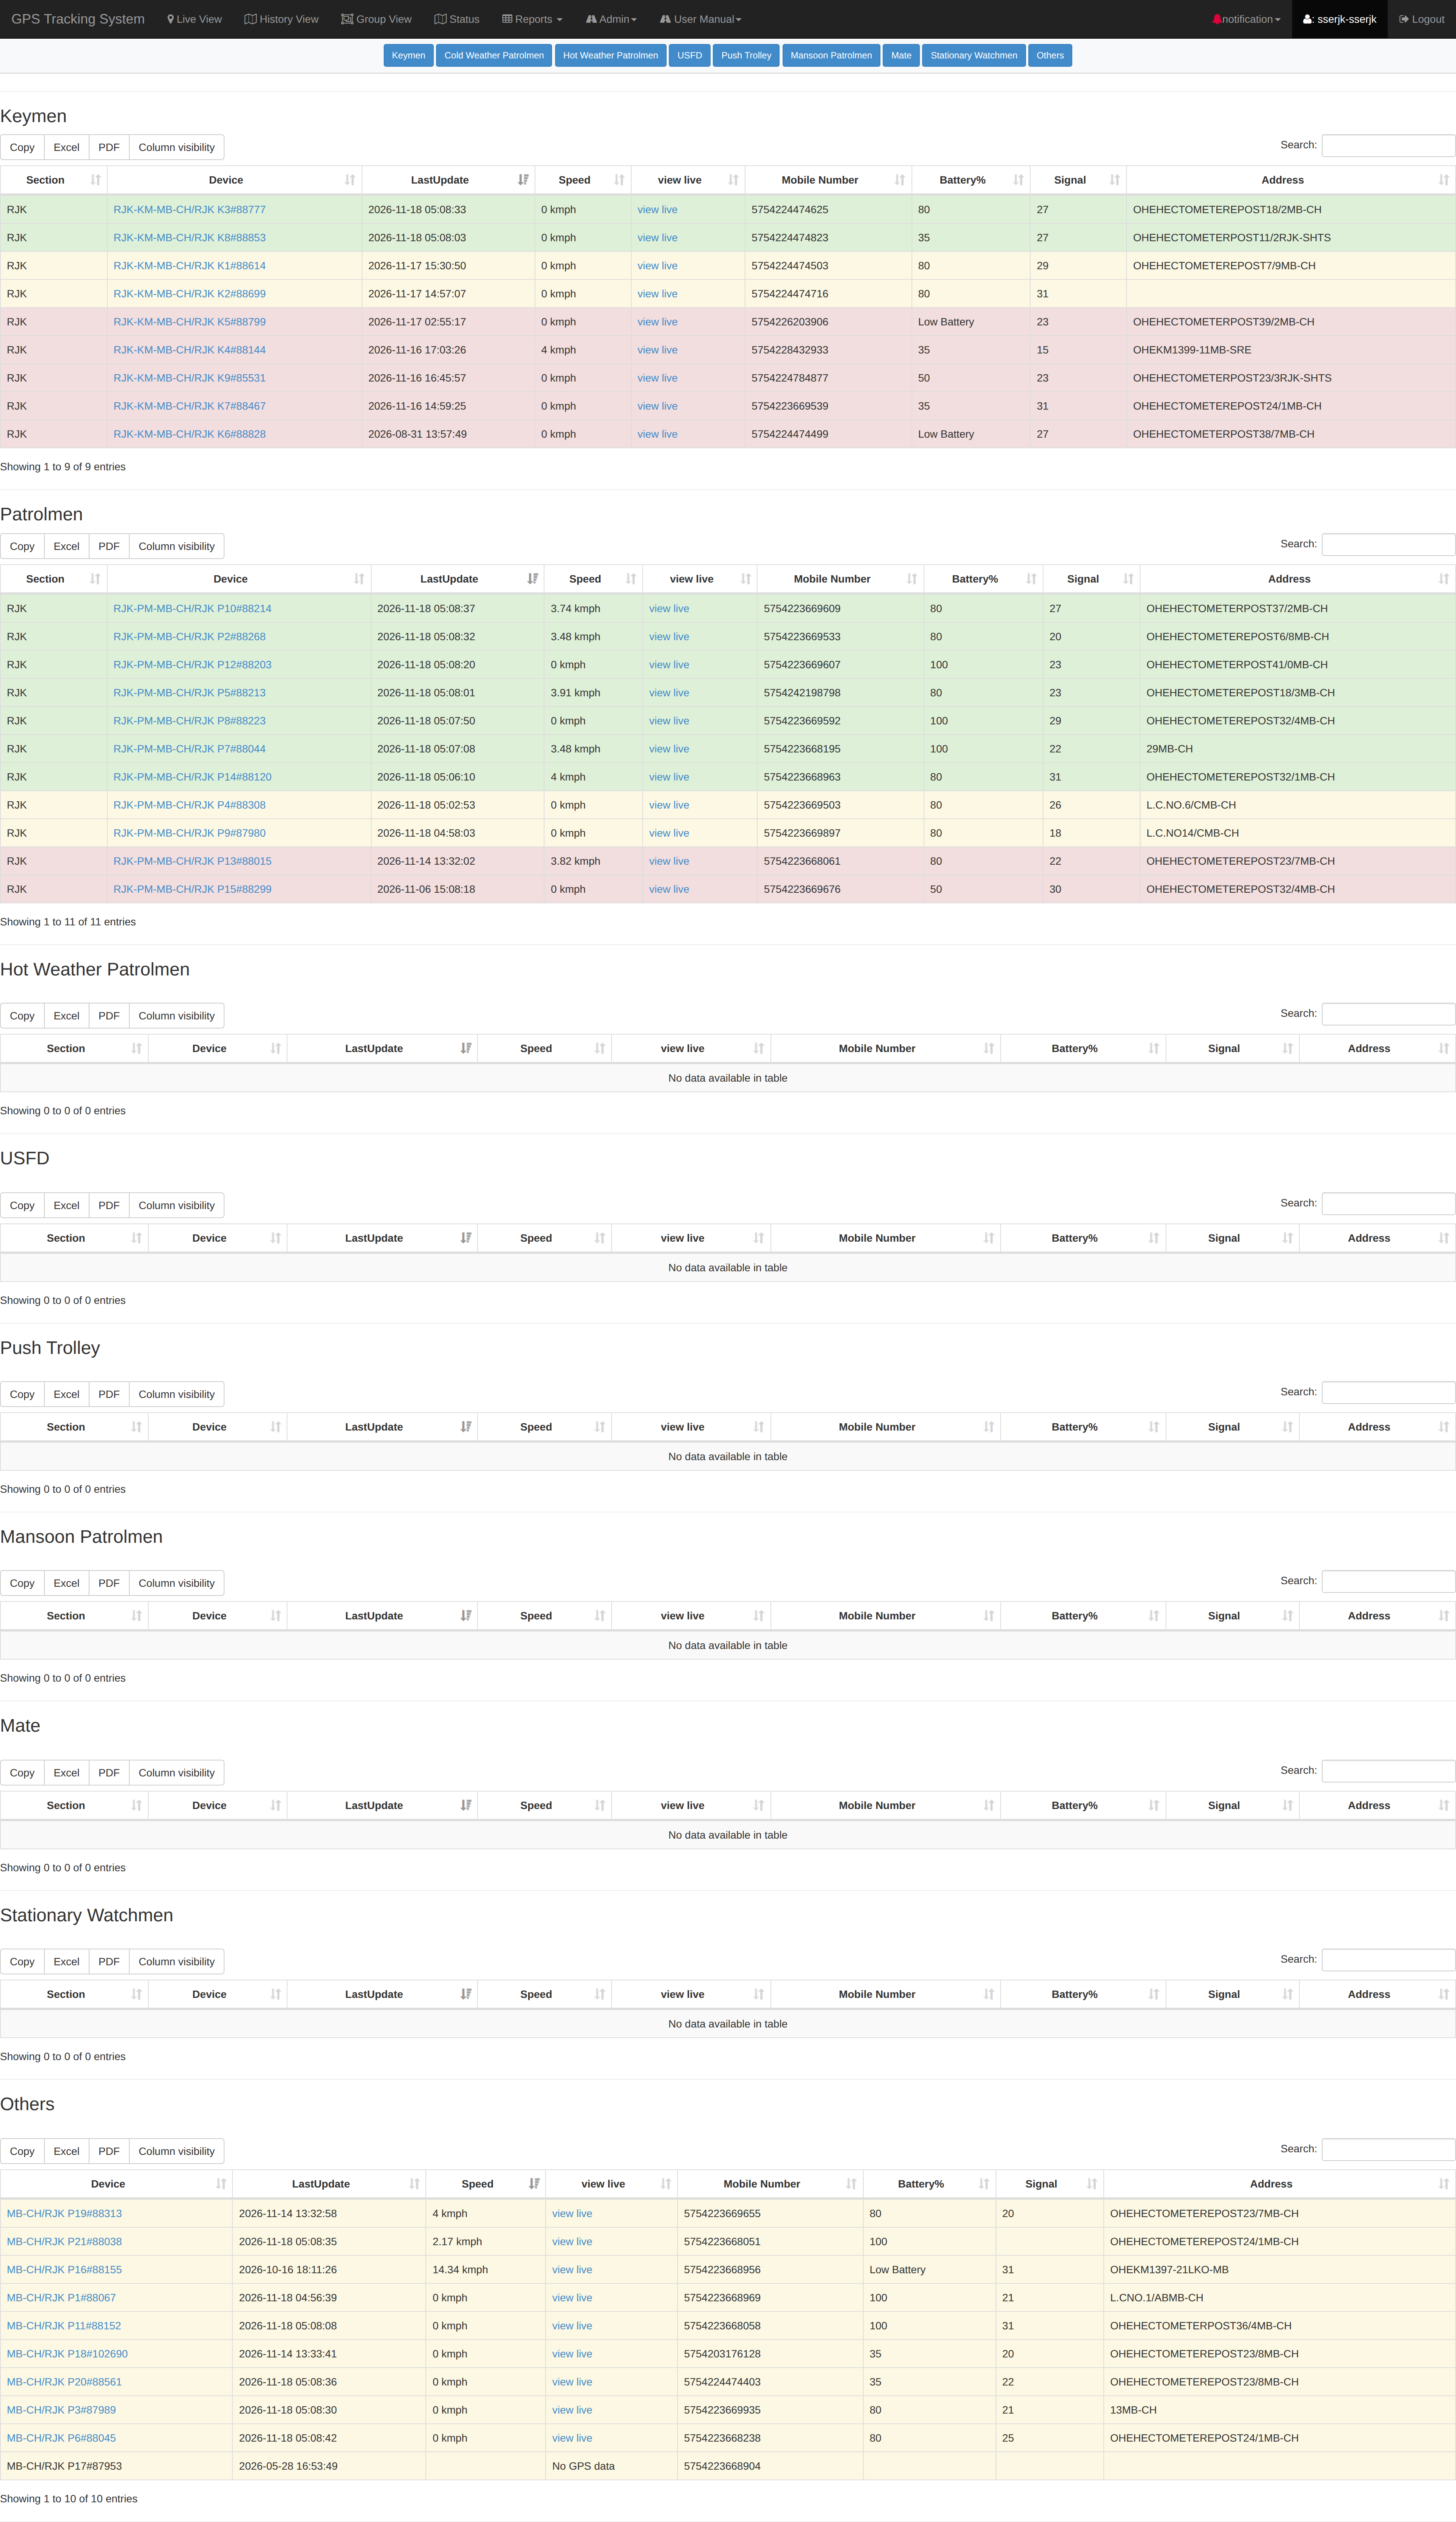 GPS Tracking System Live View History View Group View Status Reports Admin User Manual notification : sserjk-sserjk Logout
Keymen Cold Weather Patrolmen Hot Weather Patrolmen USFD Push Trolley Mansoon Patrolmen Mate Stationary Watchmen Others
Keymen
Copy Excel PDF Column visibility Search:
Section Device LastUpdate Speed view live Mobile Number Battery% Signal Address
RJK RJK-KM-MB-CH/RJK K3#88777 2026-11-18 05:08:33 0 kmph view live 5754224474625 80 27 OHEHECTOMETEREPOST18/2MB-CH
RJK RJK-KM-MB-CH/RJK K8#88853 2026-11-18 05:08:03 0 kmph view live 5754224474823 35 27 OHEHECTOMETEREPOST11/2RJK-SHTS
RJK RJK-KM-MB-CH/RJK K1#88614 2026-11-17 15:30:50 0 kmph view live 5754224474503 80 29 OHEHECTOMETEREPOST7/9MB-CH
RJK RJK-KM-MB-CH/RJK K2#88699 2026-11-17 14:57:07 0 kmph view live 5754224474716 80 31
RJK RJK-KM-MB-CH/RJK K5#88799 2026-11-17 02:55:17 0 kmph view live 5754226203906 Low Battery 23 OHEHECTOMETERPOST39/2MB-CH
RJK RJK-KM-MB-CH/RJK K4#88144 2026-11-16 17:03:26 4 kmph view live 5754228432933 35 15 OHEKM1399-11MB-SRE
RJK RJK-KM-MB-CH/RJK K9#85531 2026-11-16 16:45:57 0 kmph view live 5754224784877 50 23 OHEHECTOMETEREPOST23/3RJK-SHTS
RJK RJK-KM-MB-CH/RJK K7#88467 2026-11-16 14:59:25 0 kmph view live 5754223669539 35 31 OHEHECTOMETEREPOST24/1MB-CH
RJK RJK-KM-MB-CH/RJK K6#88828 2026-08-31 13:57:49 0 kmph view live 5754224474499 Low Battery 27 OHEHECTOMETERPOST38/7MB-CH
Showing 1 to 9 of 9 entries
Patrolmen
Copy Excel PDF Column visibility Search:
Section Device LastUpdate Speed view live Mobile Number Battery% Signal Address
RJK RJK-PM-MB-CH/RJK P10#88214 2026-11-18 05:08:37 3.74 kmph view live 5754223669609 80 27 OHEHECTOMETERPOST37/2MB-CH
RJK RJK-PM-MB-CH/RJK P2#88268 2026-11-18 05:08:32 3.48 kmph view live 5754223669533 80 20 OHEHECTOMETEREPOST6/8MB-CH
RJK RJK-PM-MB-CH/RJK P12#88203 2026-11-18 05:08:20 0 kmph view live 5754223669607 100 23 OHEHECTOMETERPOST41/0MB-CH
RJK RJK-PM-MB-CH/RJK P5#88213 2026-11-18 05:08:01 3.91 kmph view live 5754242198798 80 23 OHEHECTOMETEREPOST18/3MB-CH
RJK RJK-PM-MB-CH/RJK P8#88223 2026-11-18 05:07:50 0 kmph view live 5754223669592 100 29 OHEHECTOMETEREPOST32/4MB-CH
RJK RJK-PM-MB-CH/RJK P7#88044 2026-11-18 05:07:08 3.48 kmph view live 5754223668195 100 22 29MB-CH
RJK RJK-PM-MB-CH/RJK P14#88120 2026-11-18 05:06:10 4 kmph view live 5754223668963 80 31 OHEHECTOMETEREPOST32/1MB-CH
RJK RJK-PM-MB-CH/RJK P4#88308 2026-11-18 05:02:53 0 kmph view live 5754223669503 80 26 L.C.NO.6/CMB-CH
RJK RJK-PM-MB-CH/RJK P9#87980 2026-11-18 04:58:03 0 kmph view live 5754223669897 80 18 L.C.NO14/CMB-CH
RJK RJK-PM-MB-CH/RJK P13#88015 2026-11-14 13:32:02 3.82 kmph view live 5754223668061 80 22 OHEHECTOMETEREPOST23/7MB-CH
RJK RJK-PM-MB-CH/RJK P15#88299 2026-11-06 15:08:18 0 kmph view live 5754223669676 50 30 OHEHECTOMETEREPOST32/4MB-CH
Showing 1 to 11 of 11 entries
Hot Weather Patrolmen
Copy Excel PDF Column visibility Search:
Section Device LastUpdate Speed view live Mobile Number Battery% Signal Address
No data available in table
Showing 0 to 0 of 0 entries
USFD
Copy Excel PDF Column visibility Search:
Section Device LastUpdate Speed view live Mobile Number Battery% Signal Address
No data available in table
Showing 0 to 0 of 0 entries
Push Trolley
Copy Excel PDF Column visibility Search:
Section Device LastUpdate Speed view live Mobile Number Battery% Signal Address
No data available in table
Showing 0 to 0 of 0 entries
Mansoon Patrolmen
Copy Excel PDF Column visibility Search:
Section Device LastUpdate Speed view live Mobile Number Battery% Signal Address
No data available in table
Showing 0 to 0 of 0 entries
Mate
Copy Excel PDF Column visibility Search:
Section Device LastUpdate Speed view live Mobile Number Battery% Signal Address
No data available in table
Showing 0 to 0 of 0 entries
Stationary Watchmen
Copy Excel PDF Column visibility Search:
Section Device LastUpdate Speed view live Mobile Number Battery% Signal Address
No data available in table
Showing 0 to 0 of 0 entries
Others
Copy Excel PDF Column visibility Search:
Device LastUpdate Speed view live Mobile Number Battery% Signal Address
MB-CH/RJK P19#88313 2026-11-14 13:32:58 4 kmph view live 5754223669655 80 20 OHEHECTOMETEREPOST23/7MB-CH
MB-CH/RJK P21#88038 2026-11-18 05:08:35 2.17 kmph view live 5754223668051 100 OHEHECTOMETEREPOST24/1MB-CH
MB-CH/RJK P16#88155 2026-10-16 18:11:26 14.34 kmph view live 5754223668956 Low Battery 31 OHEKM1397-21LKO-MB
MB-CH/RJK P1#88067 2026-11-18 04:56:39 0 kmph view live 5754223668969 100 21 L.CNO.1/ABMB-CH
MB-CH/RJK P11#88152 2026-11-18 05:08:08 0 kmph view live 5754223668058 100 31 OHEHECTOMETERPOST36/4MB-CH
MB-CH/RJK P18#102690 2026-11-14 13:33:41 0 kmph view live 5754203176128 35 20 OHEHECTOMETEREPOST23/8MB-CH
MB-CH/RJK P20#88561 2026-11-18 05:08:36 0 kmph view live 5754224474403 35 22 OHEHECTOMETEREPOST23/8MB-CH
MB-CH/RJK P3#87989 2026-11-18 05:08:30 0 kmph view live 5754223669935 80 21 13MB-CH
MB-CH/RJK P6#88045 2026-11-18 05:08:42 0 kmph view live 5754223668238 80 25 OHEHECTOMETEREPOST24/1MB-CH
MB-CH/RJK P17#87953 2026-05-28 16:53:49 No GPS data 5754223668904
Showing 1 to 10 of 10 entries